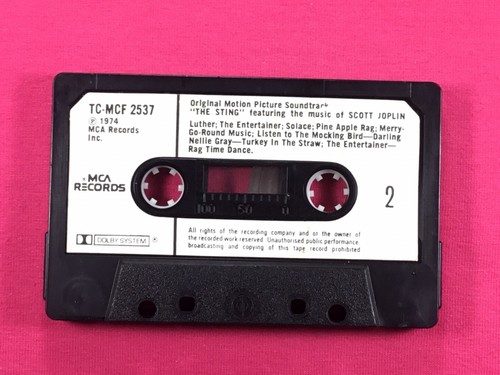 TC-MCF 2537
Ⓟ 1974
MCA Records
Inc.
Original Motion Picture Soundtrack
"THE STING" featuring the music of SCOTT JOPLIN
Luther; The Entertainer; Solace; Pine Apple Rag; Merry-
Go-Round Music; Listen to The Mocking Bird—Darling
Nellie Gray—Turkey In The Straw; The Entertainer—
Rag Time Dance.
MCA
RECORDS
2
100 50 0
DOLBY SYSTEM
All rights of the recording company and or the owner of
the recorded work reserved. Unauthorised public performance
broadcasting and copying of this tape record prohibited